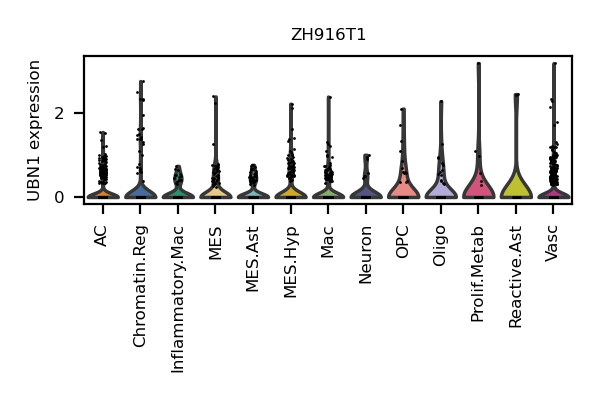 ZH916T1
UBN1 expression
2
0
AC
Chromatin.Reg
Inflammatory.Mac
MES
MES.Ast
MES.Hyp
Mac
Neuron
OPC
Oligo
Prolif.Metab
Reactive.Ast
Vasc